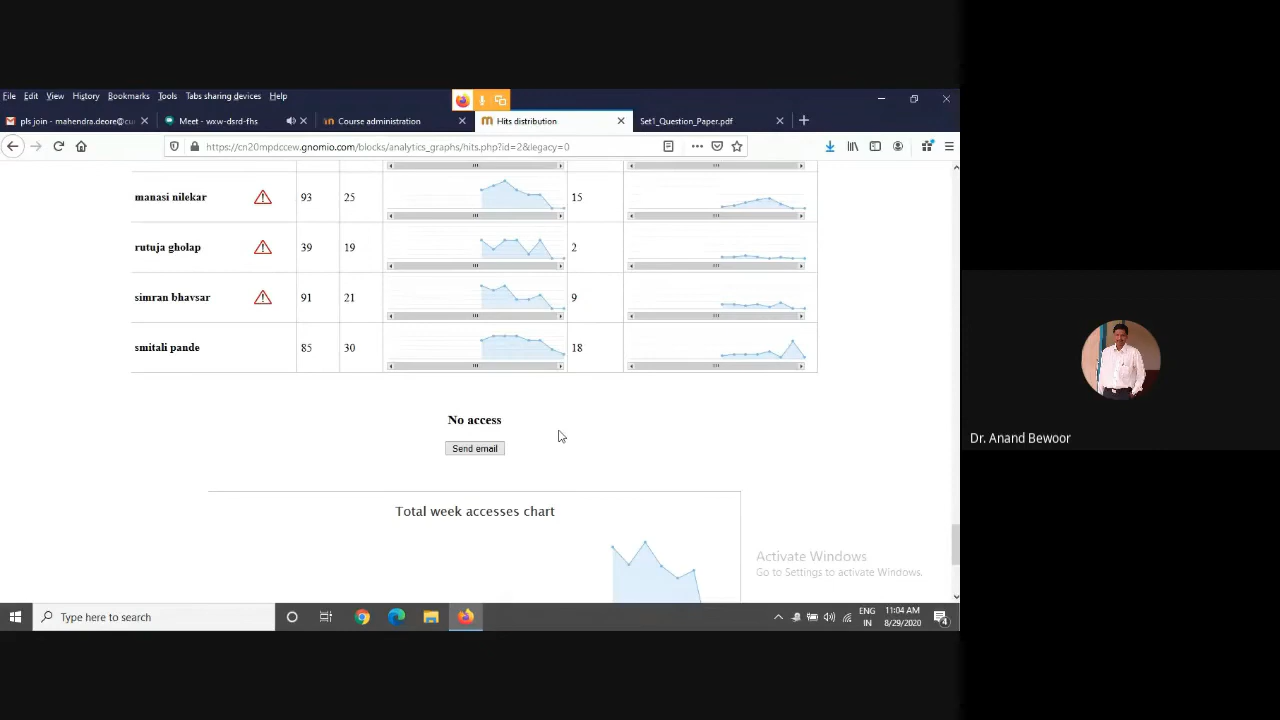 File Edit View History Bookmarks Tools Tabs sharing devices Help
pls join - mahendra.deore@cu
Meet - wxw-dsrd-fhs
Course administration
Hits distribution
Set1_Question_Paper.pdf
https://cn20mpdccew.gnomio.com/blocks/analytics_graphs/hits.php?id=2&legacy=0
manasi nilekar 93 25 15
rutuja gholap 39 19 2
simran bhavsar 91 21 9
smitali pande 85 30 18
No access
Send email
Total week accesses chart
Activate Windows
Go to Settings to activate Windows.
Type here to search
ENG
IN
11:04 AM
8/29/2020
4
Dr. Anand Bewoor